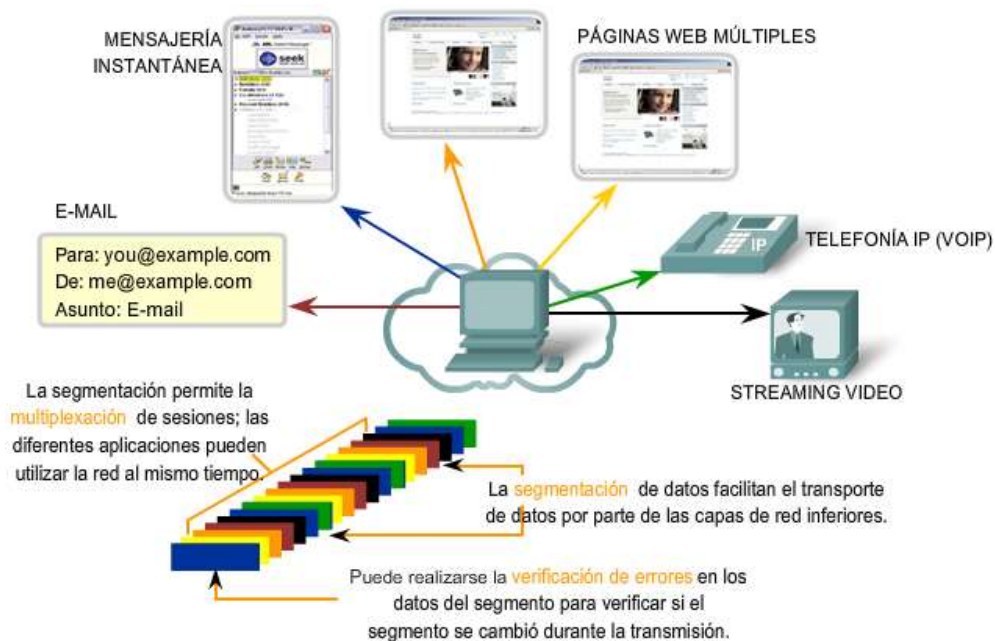 MENSAJERÍA
INSTANTÁNEA
seek
PÁGINAS WEB MÚLTIPLES
E-MAIL
Para: you@example.com
De: me@example.com
Asunto: E-mail
IP
TELEFONÍA IP (VOIP)
STREAMING VIDEO
La segmentación permite la
multiplexación de sesiones; las
diferentes aplicaciones pueden
utilizar la red al mismo tiempo.
La segmentación de datos facilitan el transporte
de datos por parte de las capas de red inferiores.
Puede realizarse la verificación de errores en los
datos del segmento para verificar si el
segmento se cambió durante la transmisión.